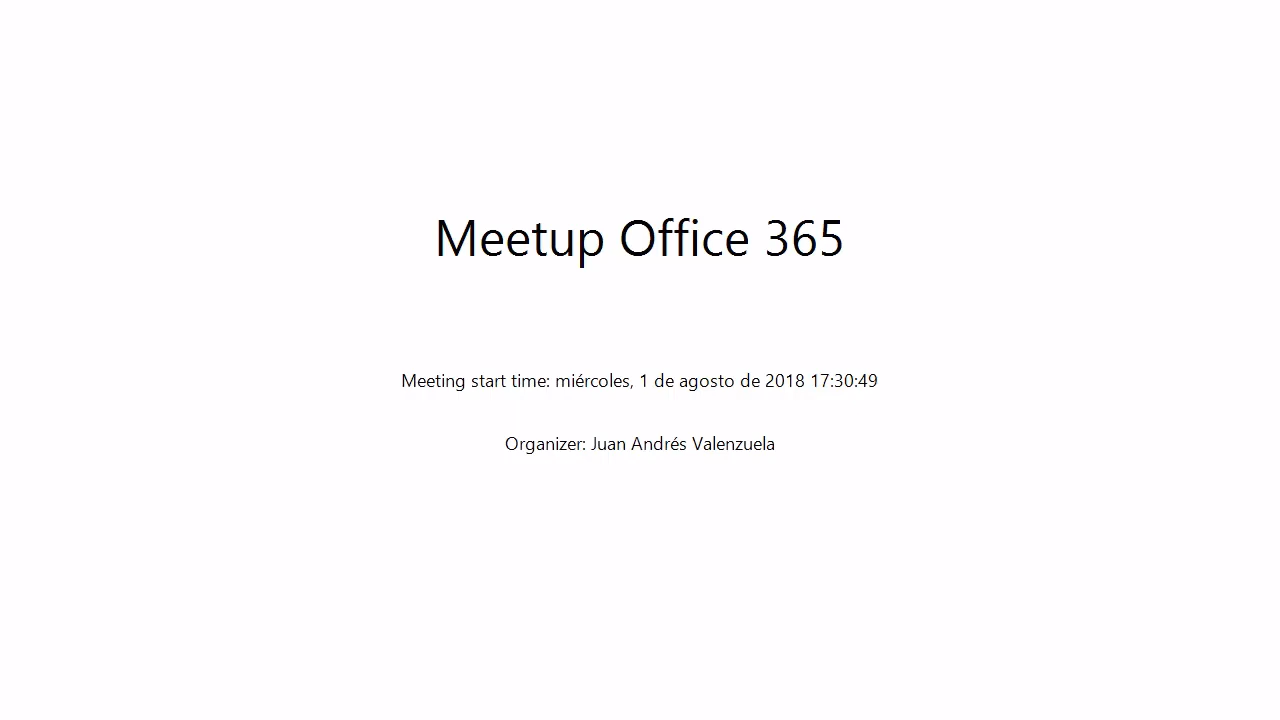 Meetup Office 365
Meeting start time: miércoles, 1 de agosto de 2018 17:30:49
Organizer: Juan Andrés Valenzuela